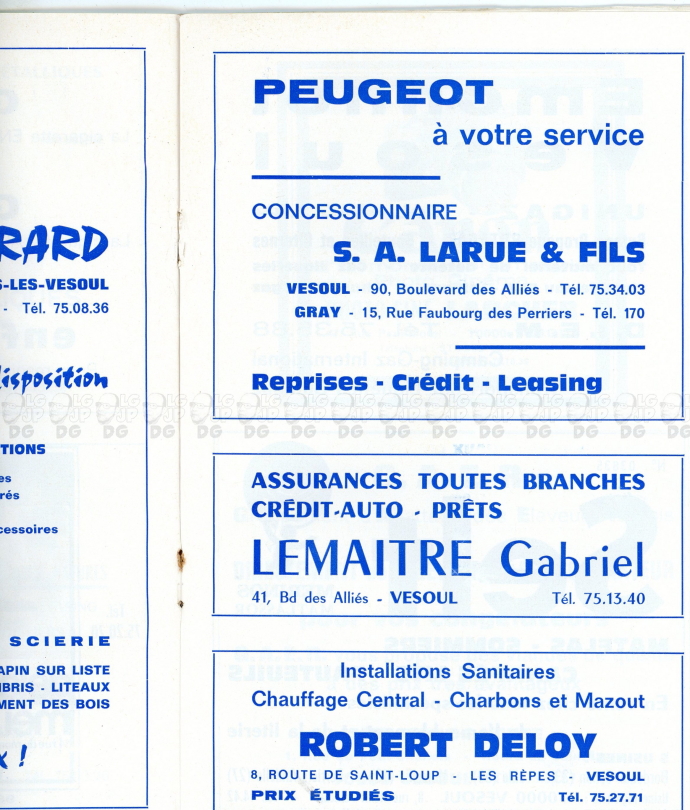 RARD
S-LES-VESOUL
- Tél. 75.08.36
disposition
TIONS
es
rés
cessoires
SCIERIE
APIN SUR LISTE
MBRIS - LITEAUX
MENT DES BOIS
x !
PEUGEOT
à votre service
CONCESSIONNAIRE
S. A. LARUE & FILS
VESOUL - 90, Boulevard des Alliés - Tél. 75.34.03
GRAY - 15, Rue Faubourg des Perriers - Tél. 170
Reprises - Crédit - Leasing
ASSURANCES TOUTES BRANCHES
CRÉDIT-AUTO - PRÊTS
LEMAITRE Gabriel
41, Bd des Alliés - VESOUL Tél. 75.13.40
Installations Sanitaires
Chauffage Central - Charbons et Mazout
ROBERT DELOY
8, ROUTE DE SAINT-LOUP - LES RÈPES - VESOUL
PRIX ÉTUDIÉS Tél. 75.27.71